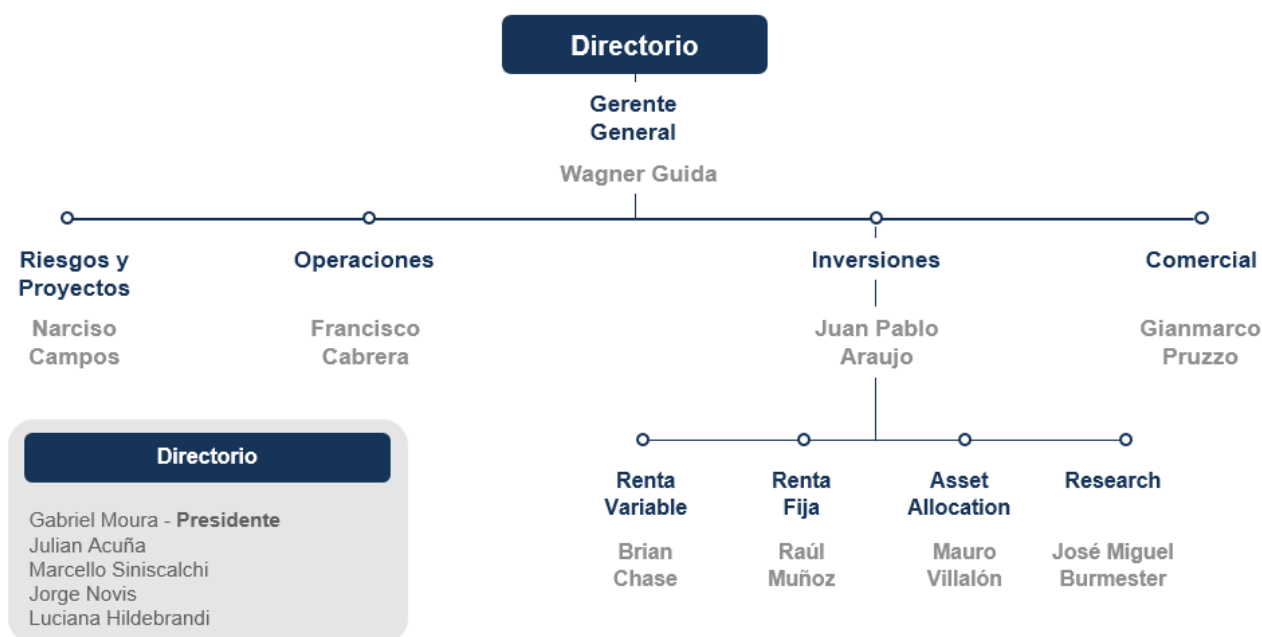 Directorio
Gerente
General
Wagner Guida
Riesgos y
Proyectos
Narciso
Campos
Operaciones
Francisco
Cabrera
Inversiones
Juan Pablo
Araujo
Comercial
Gianmarco
Pruzzo
Renta
Variable
Brian
Chase
Renta
Fija
Raúl
Muñoz
Asset
Allocation
Mauro
Villalón
Research
José Miguel
Burmester
Directorio
Gabriel Moura - Presidente
Julian Acuña
Marcello Siniscalchi
Jorge Novis
Luciana Hildebrandi